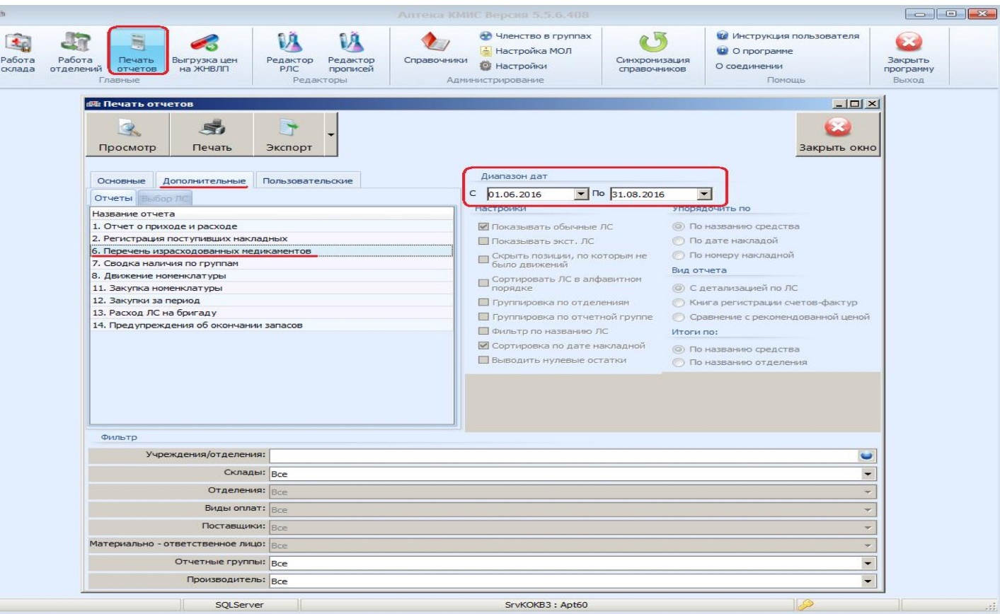 Аптека КМИС Версия 5.5.6.408
Работа склада
Работа отделений
Печать отчетов
Выгрузка цен на ЖНВЛП
Главные
Редактор РЛС
Редактор прописей
Редакторы
Справочники
Членство в группах
Настройка МОЛ
Настройки
Администрирование
Синхронизация справочников
Инструкция пользователя
О программе
О соединении
Помощь
Закрыть программу
Выход
Печать отчетов
Просмотр
Печать
Экспорт
Закрыть окно
Основные
Дополнительные
Пользовательские
Отчеты
Выбор ЛС
Название отчета
1. Отчет о приходе и расходе
2. Регистрация поступивших накладных
6. Перечень израсходованных медикаментов
7. Сводка наличия по группам
8. Движение номенклатуры
11. Закупка номенклатуры
12. Закупки за период
13. Расход ЛС на бригаду
14. Предупреждения об окончании запасов
Диапазон дат
С 01.06.2016 По 31.08.2016
Настройки
Показывать обычные ЛС
Показывать экст. ЛС
Скрыть позиции, по которым не
было движений
Сортировать ЛС в алфавитном
порядке
Группировка по отделениям
Группировка по отчетной группе
Фильтр по названию ЛС
Сортировка по дате накладной
Выводить нулевые остатки
Упорядочить по
По названию средства
По дате накладой
По номеру накладной
Вид отчета
С детализацией по ЛС
Книга регистрации счетов-фактур
Сравнение с рекомендованной ценой
Итоги по:
По названию средства
По названию отделения
Фильтр
Учреждения/отделения:
Склады: Все
Отделения: Все
Виды оплат: Все
Поставщики: Все
Материально - ответственное лицо: Все
Отчетные группы: Все
Производитель: Все
SQLServer
SrvKOKB3 : Apt60